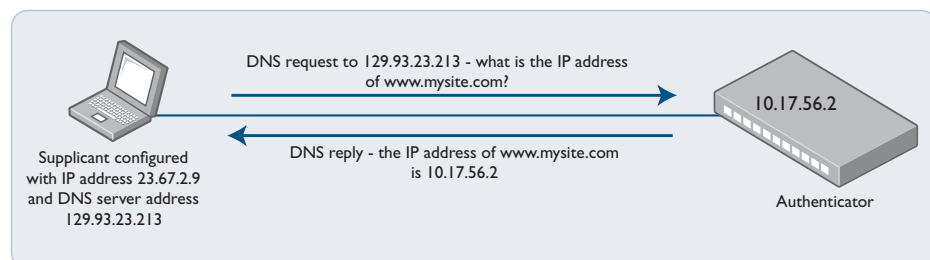 DNS request to 129.93.23.213 - what is the IP address
of www.mysite.com?
10.17.56.2
DNS reply - the IP address of www.mysite.com
is 10.17.56.2
Supplicant configured
with IP address 23.67.2.9
and DNS server address
129.93.23.213
Authenticator